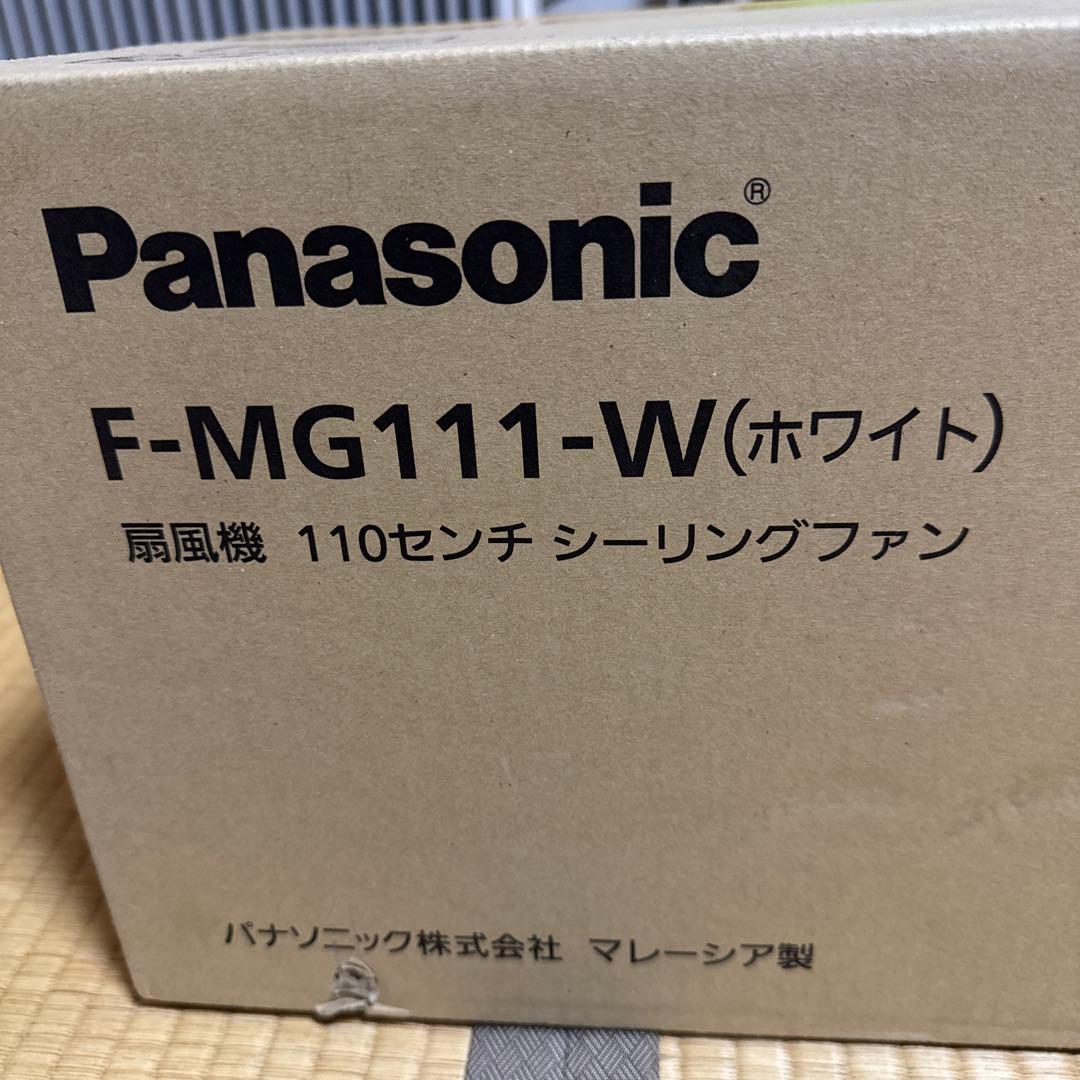 Panasonic®
F-MG111-W(ホワイト)
扇風機 110センチ シーリングファン
パナソニック株式会社 マレーシア製